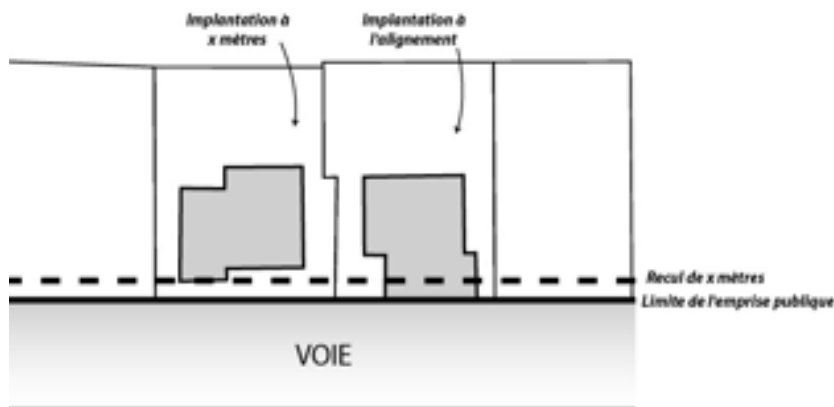 Implantation à
x mètres
Implantation à
l'alignement
Recul de x mètres
Limite de l'emprise publique
VOIE